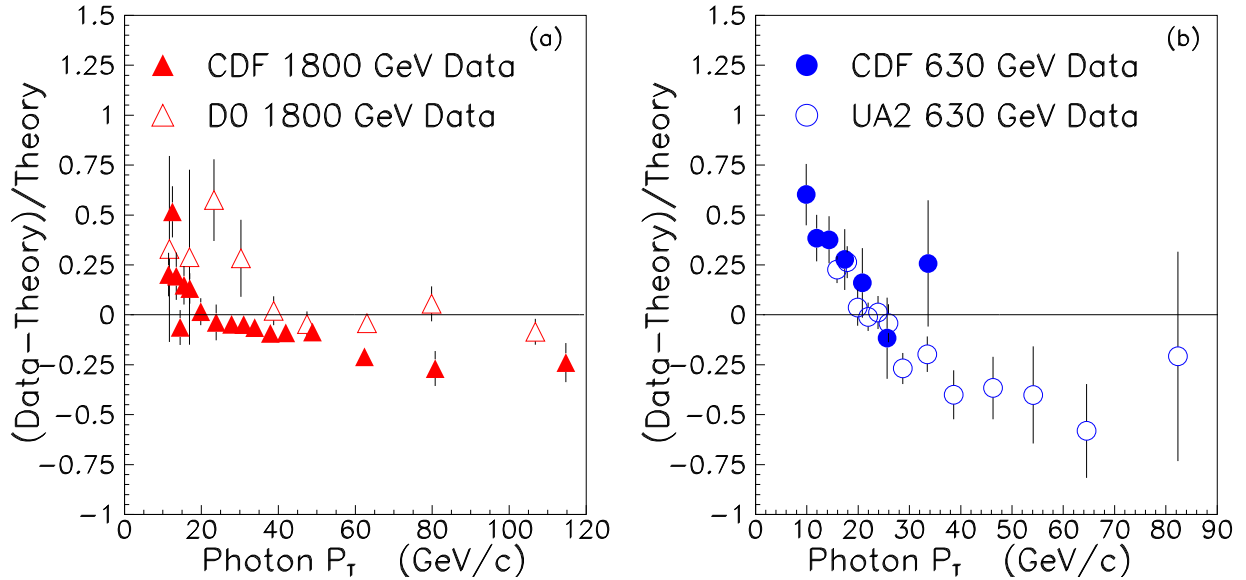 (a)
CDF 1800 GeV Data
D0 1800 GeV Data
(Data-Theory)/Theory
1.5
1.25
1
0.75
0.5
0.25
0
-0.25
-0.5
-0.75
-1
0 20 40 60 80 100 120
Photon PT (GeV/c)
(b)
CDF 630 GeV Data
UA2 630 GeV Data
(Data-Theory)/Theory
1.5
1.25
1
0.75
0.5
0.25
0
-0.25
-0.5
-0.75
-1
0 10 20 30 40 50 60 70 80 90
Photon PT (GeV/c)